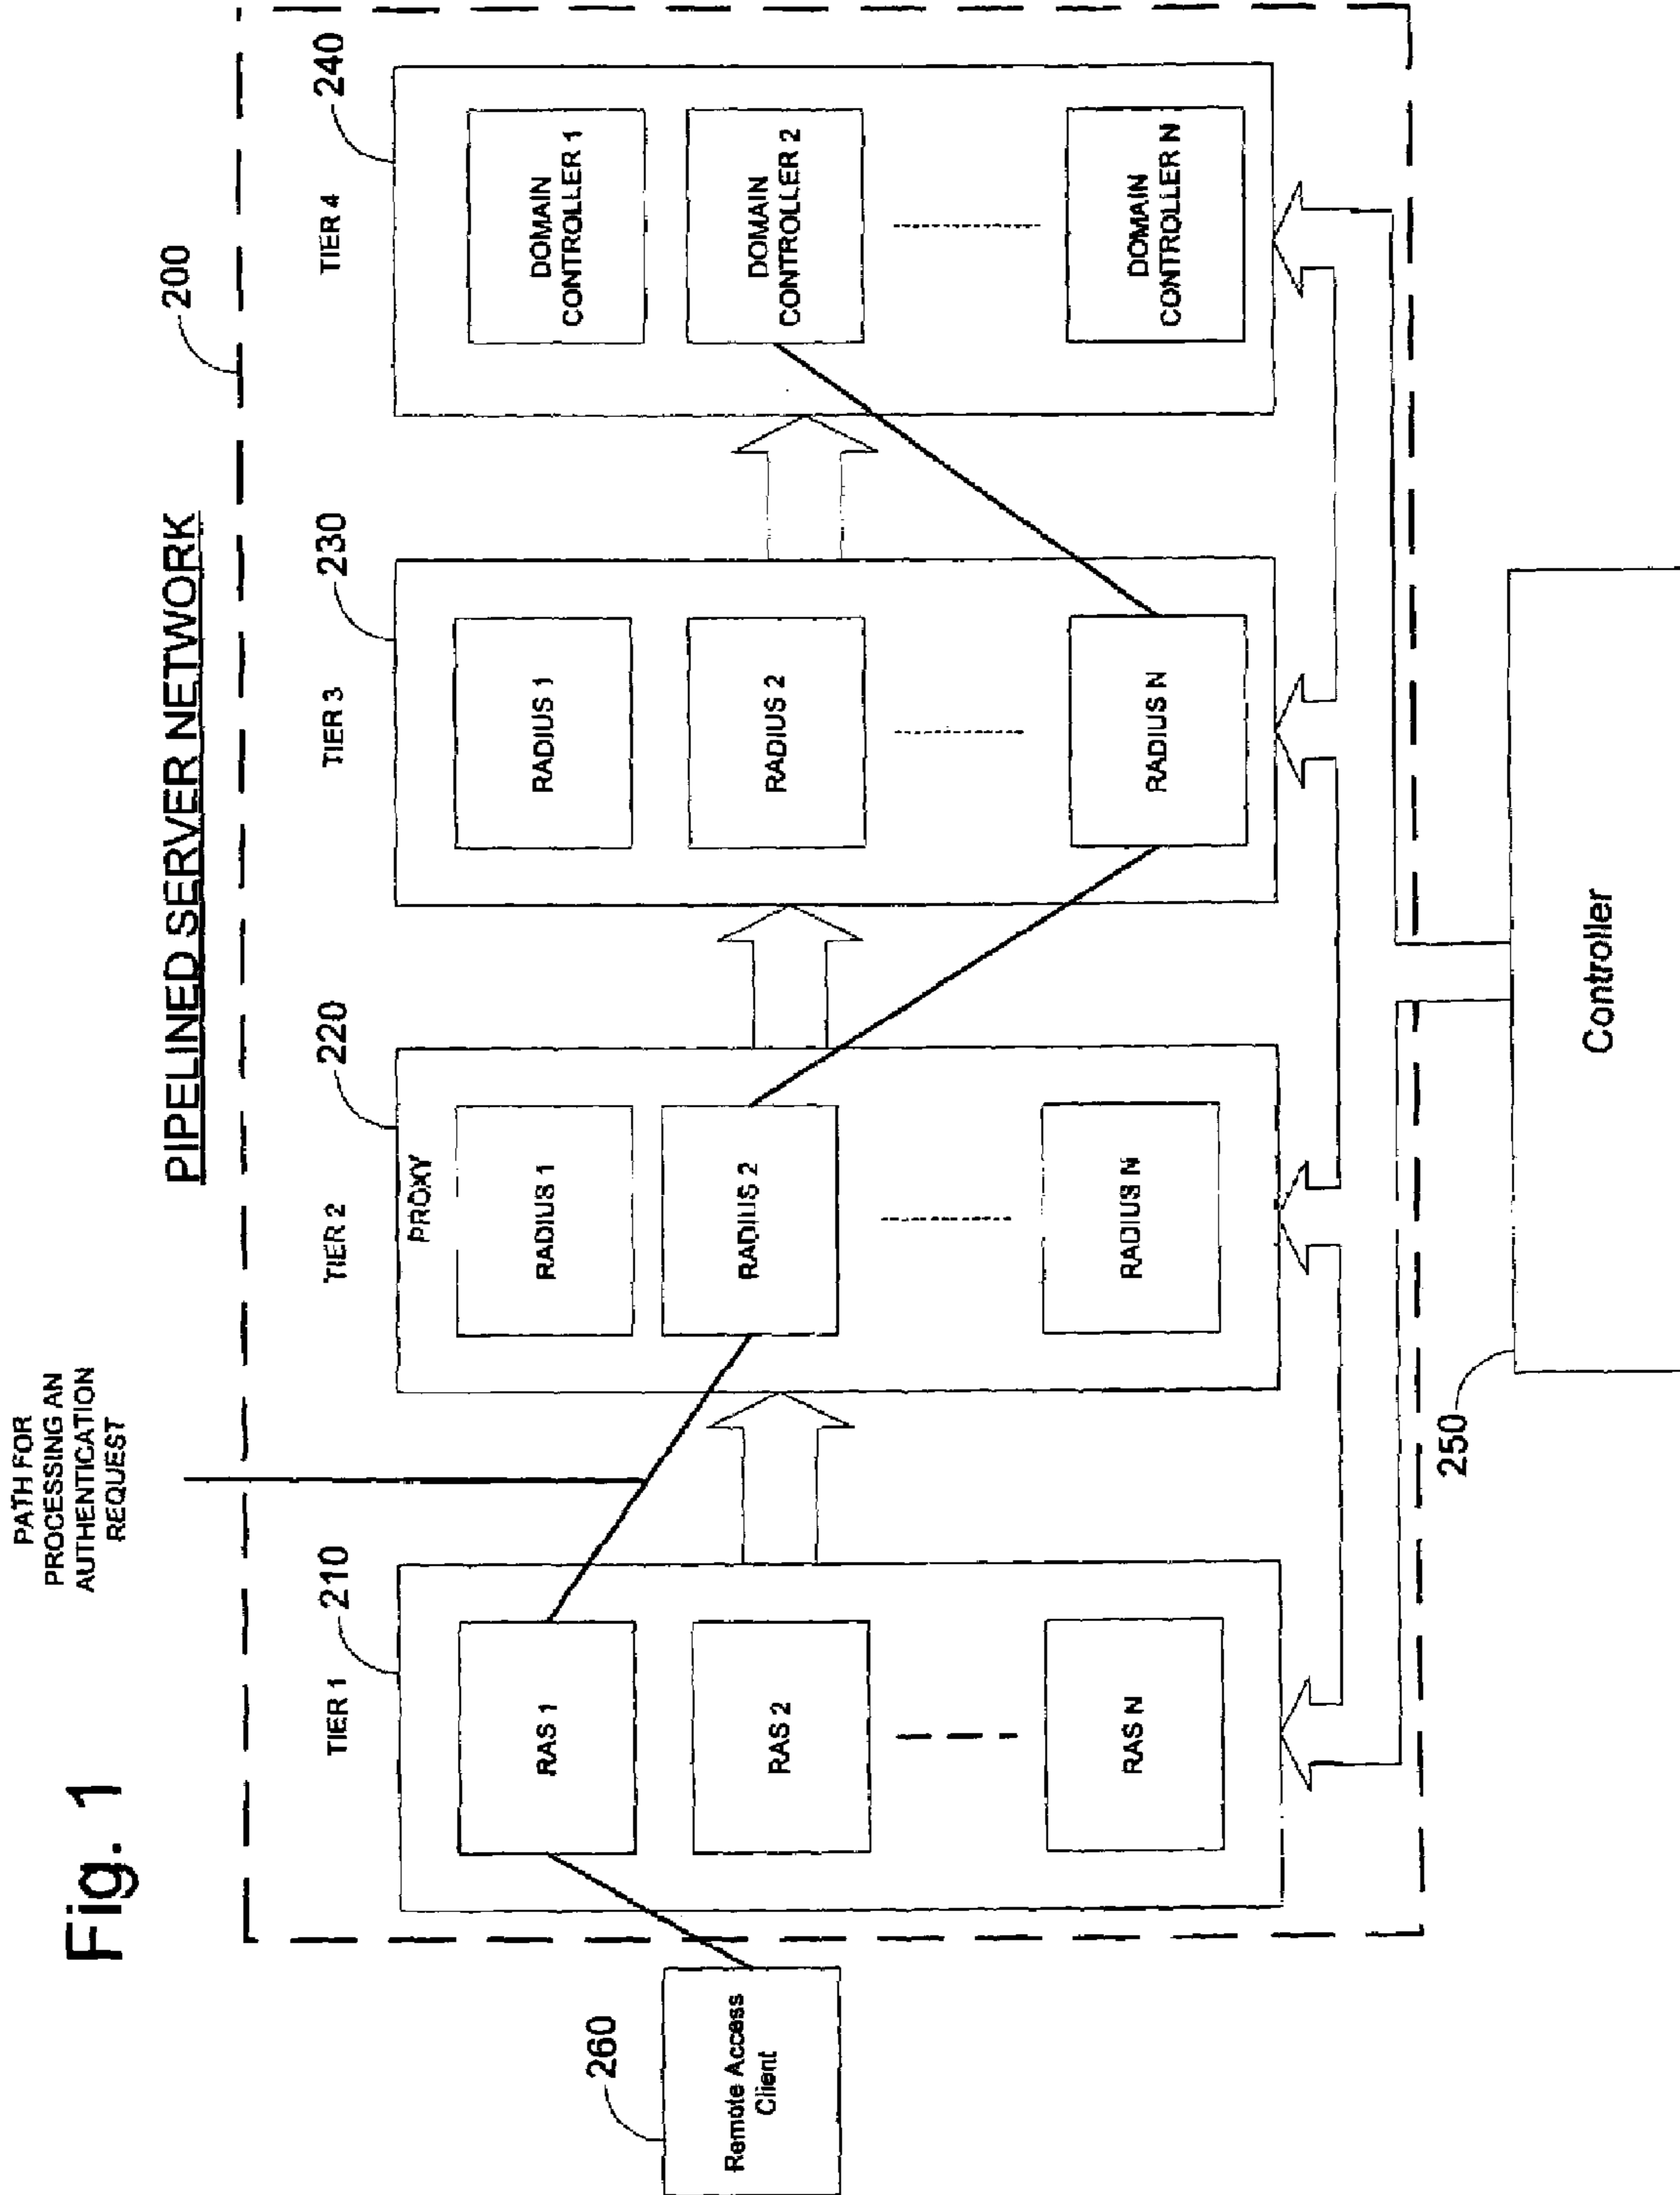 Fig. 1
PATH FOR
PROCESSING AN
AUTHENTICATION
REQUEST
PIPELINED SERVER NETWORK
200
TIER 1
210
RAS 1
RAS 2
RAS N
TIER 2
220
PROXY
RADIUS 1
RADIUS 2
RADIUS N
TIER 3
230
RADIUS 1
RADIUS 2
RADIUS N
TIER 4
240
DOMAIN
CONTROLLER 1
DOMAIN
CONTROLLER 2
DOMAIN
CONTROLLER N
260
Remote Access
Client
250
Controller